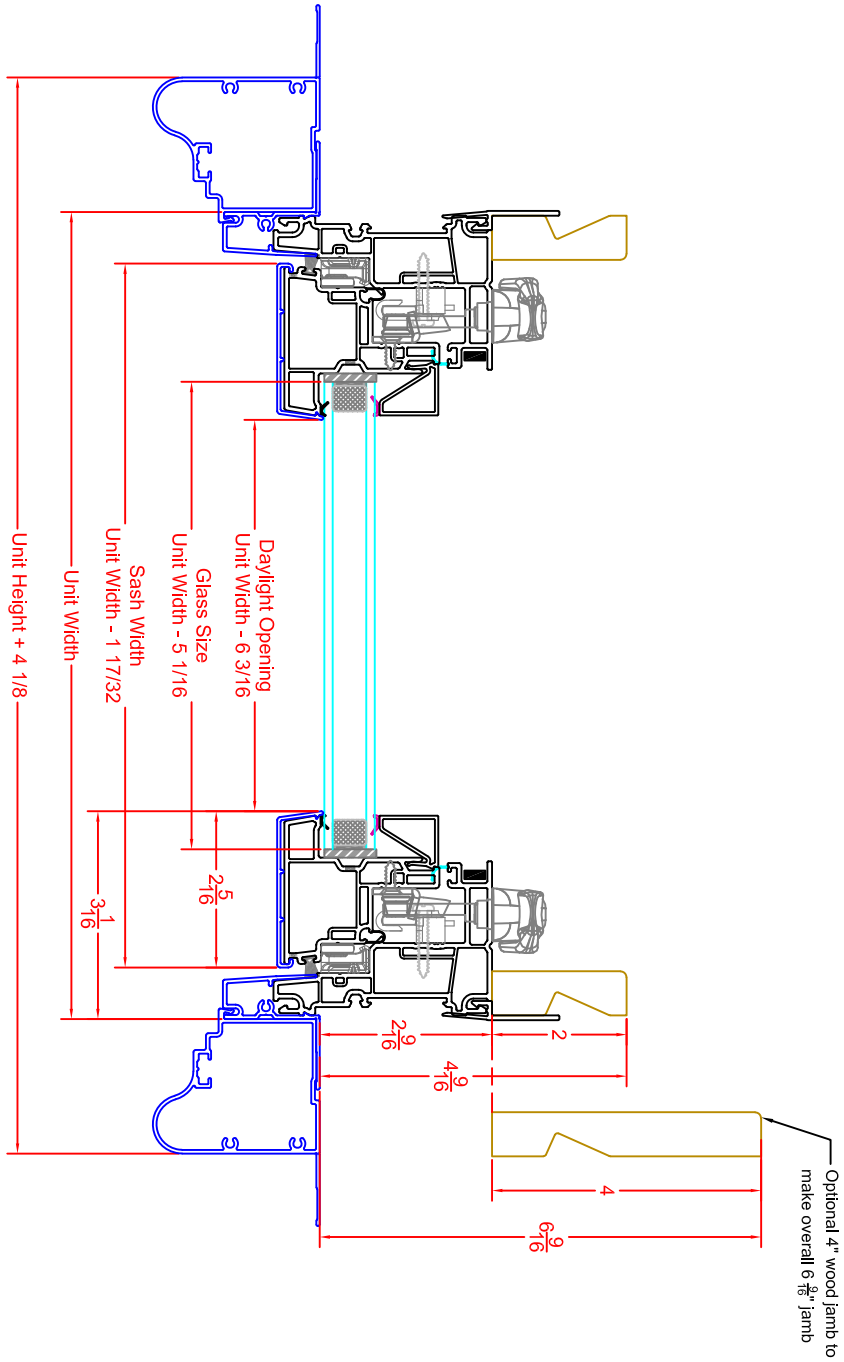 Optional 4" wood jamb to
make overall 6 9/16" jamb
4
6 9/16
2
2 9/16
4 9/16
Daylight Opening
Unit Width - 6 3/16
Glass Size
Unit Width - 5 1/16
2 5/16
3 1/16
Sash Width
Unit Width - 1 17/32
Unit Width
Unit Height + 4 1/8